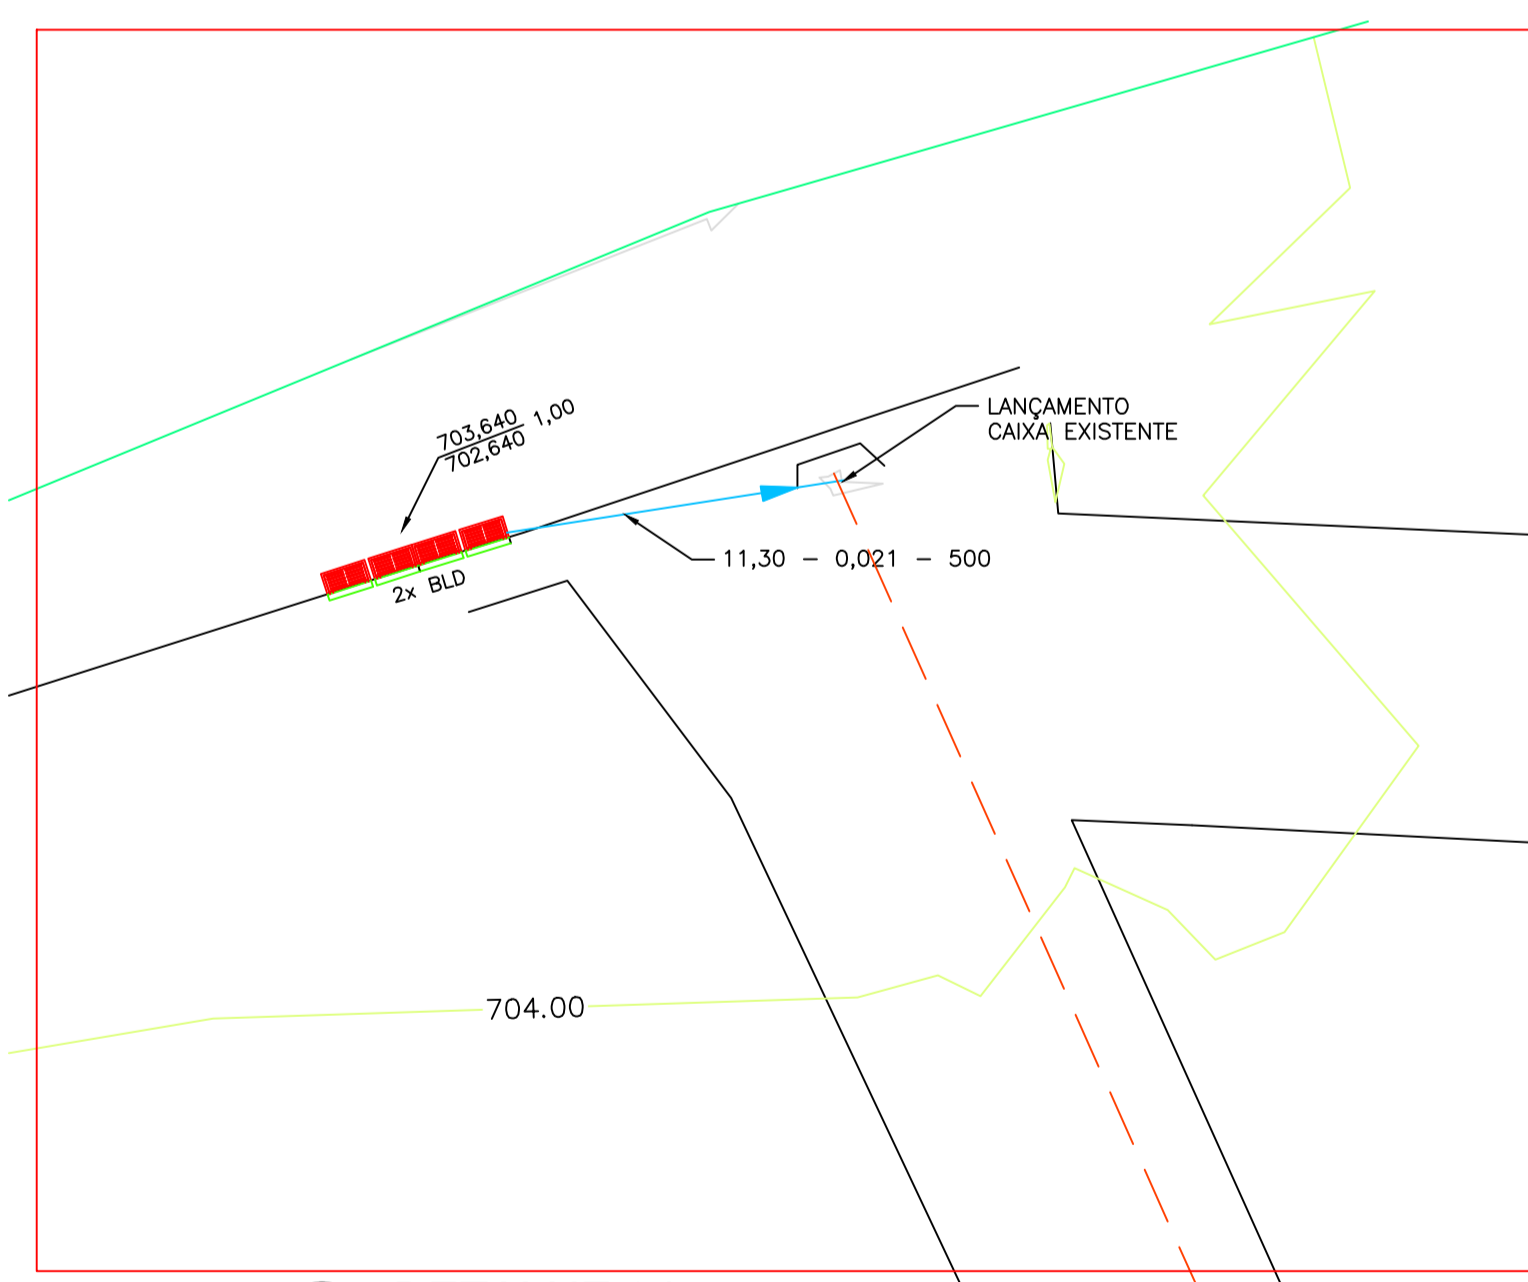 703,640 1,00
702,640
LANÇAMENTO
CAIXA EXISTENTE
11,30 - 0,021 - 500
2x BLD
704.00